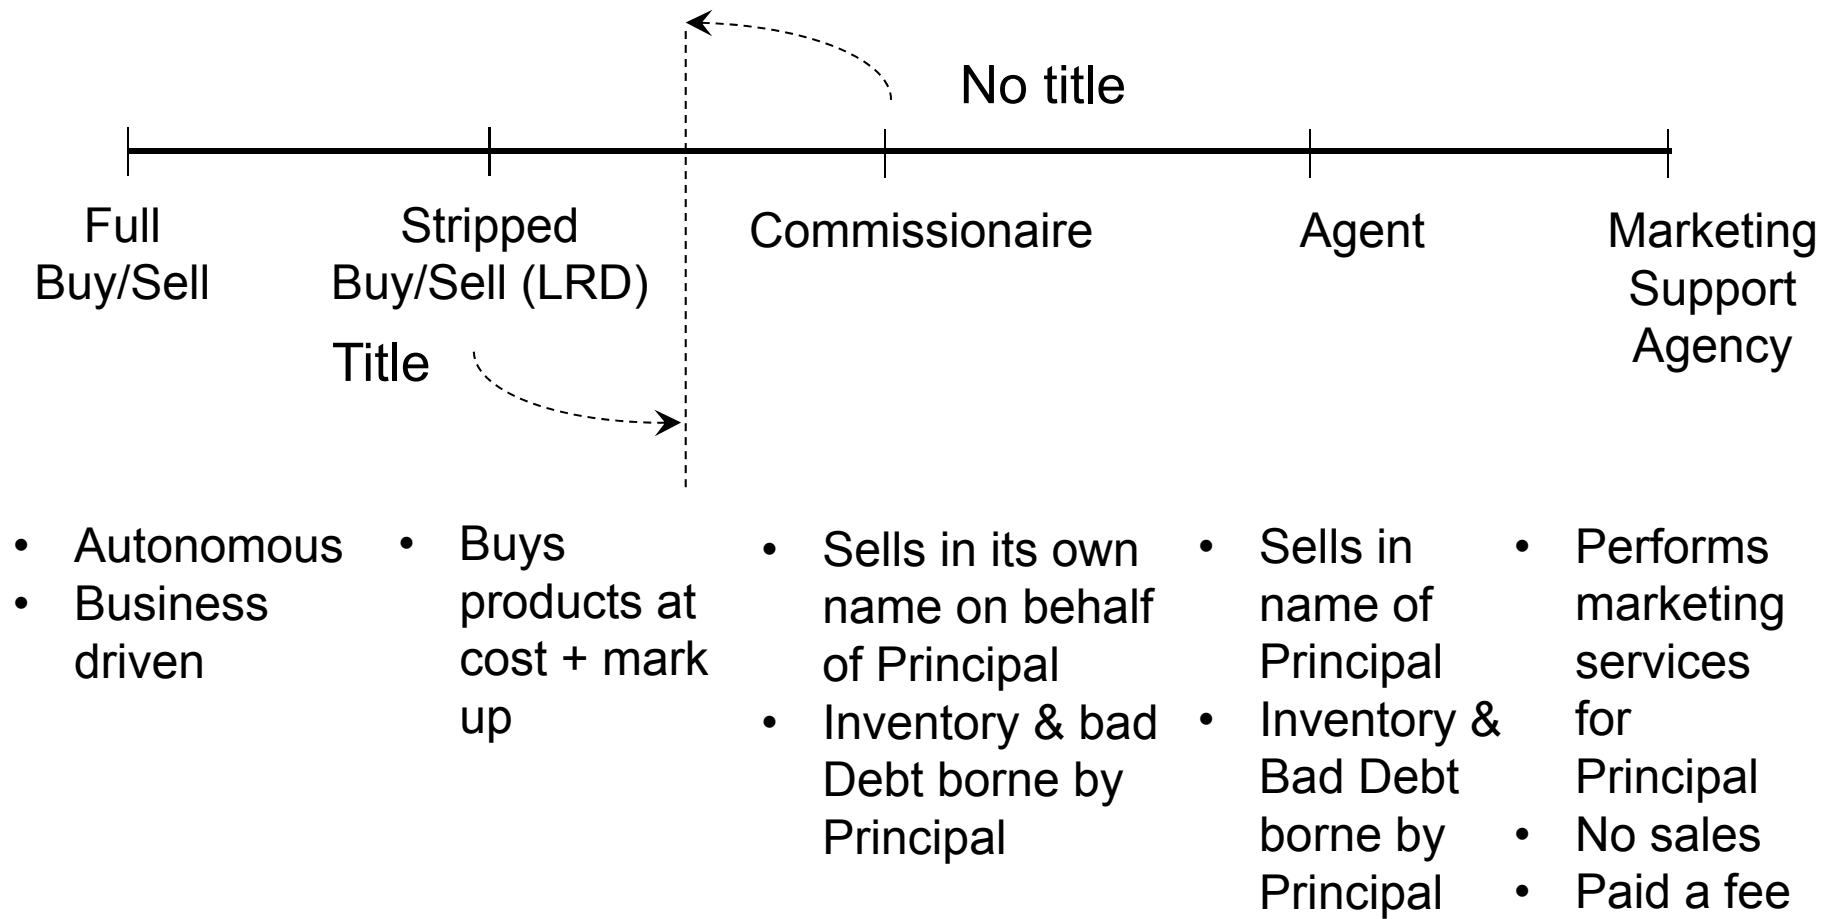 No title
Full
Buy/Sell
Stripped
Buy/Sell (LRD)
Commissionaire
Agent
Marketing
Support
Agency
Title
• Autonomous
• Business
driven
• Buys
products at
cost + mark
up
• Sells in its own
name on behalf
of Principal
• Inventory & bad
Debt borne by
Principal
• Sells in
name of
Principal
• Inventory &
Bad Debt
borne by
Principal
• Performs
marketing
services
for
Principal
• No sales
• Paid a fee